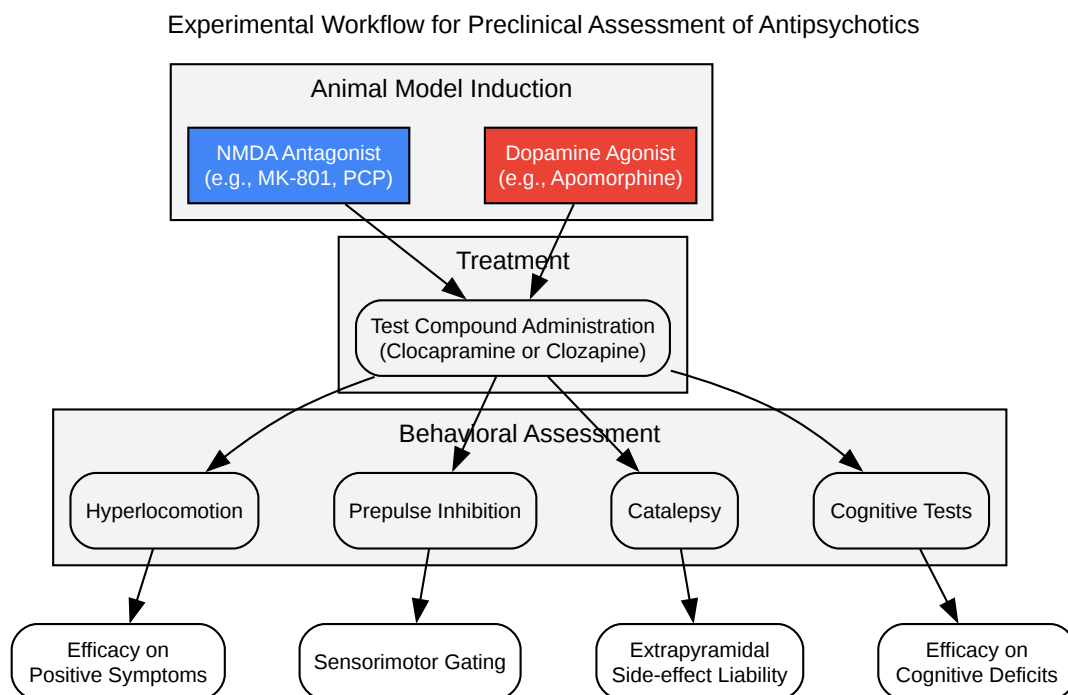 Experimental Workflow for Preclinical Assessment of Antipsychotics
Animal Model Induction
NMDA Antagonist
(e.g., MK-801, PCP)
Dopamine Agonist
(e.g., Apomorphine)
Treatment
Test Compound Administration
(Clocapramine or Clozapine)
Behavioral Assessment
Hyperlocomotion
Prepulse Inhibition
Catalepsy
Cognitive Tests
Efficacy on
Positive Symptoms
Sensorimotor Gating
Extrapyramidal
Side-effect Liability
Efficacy on
Cognitive Deficits